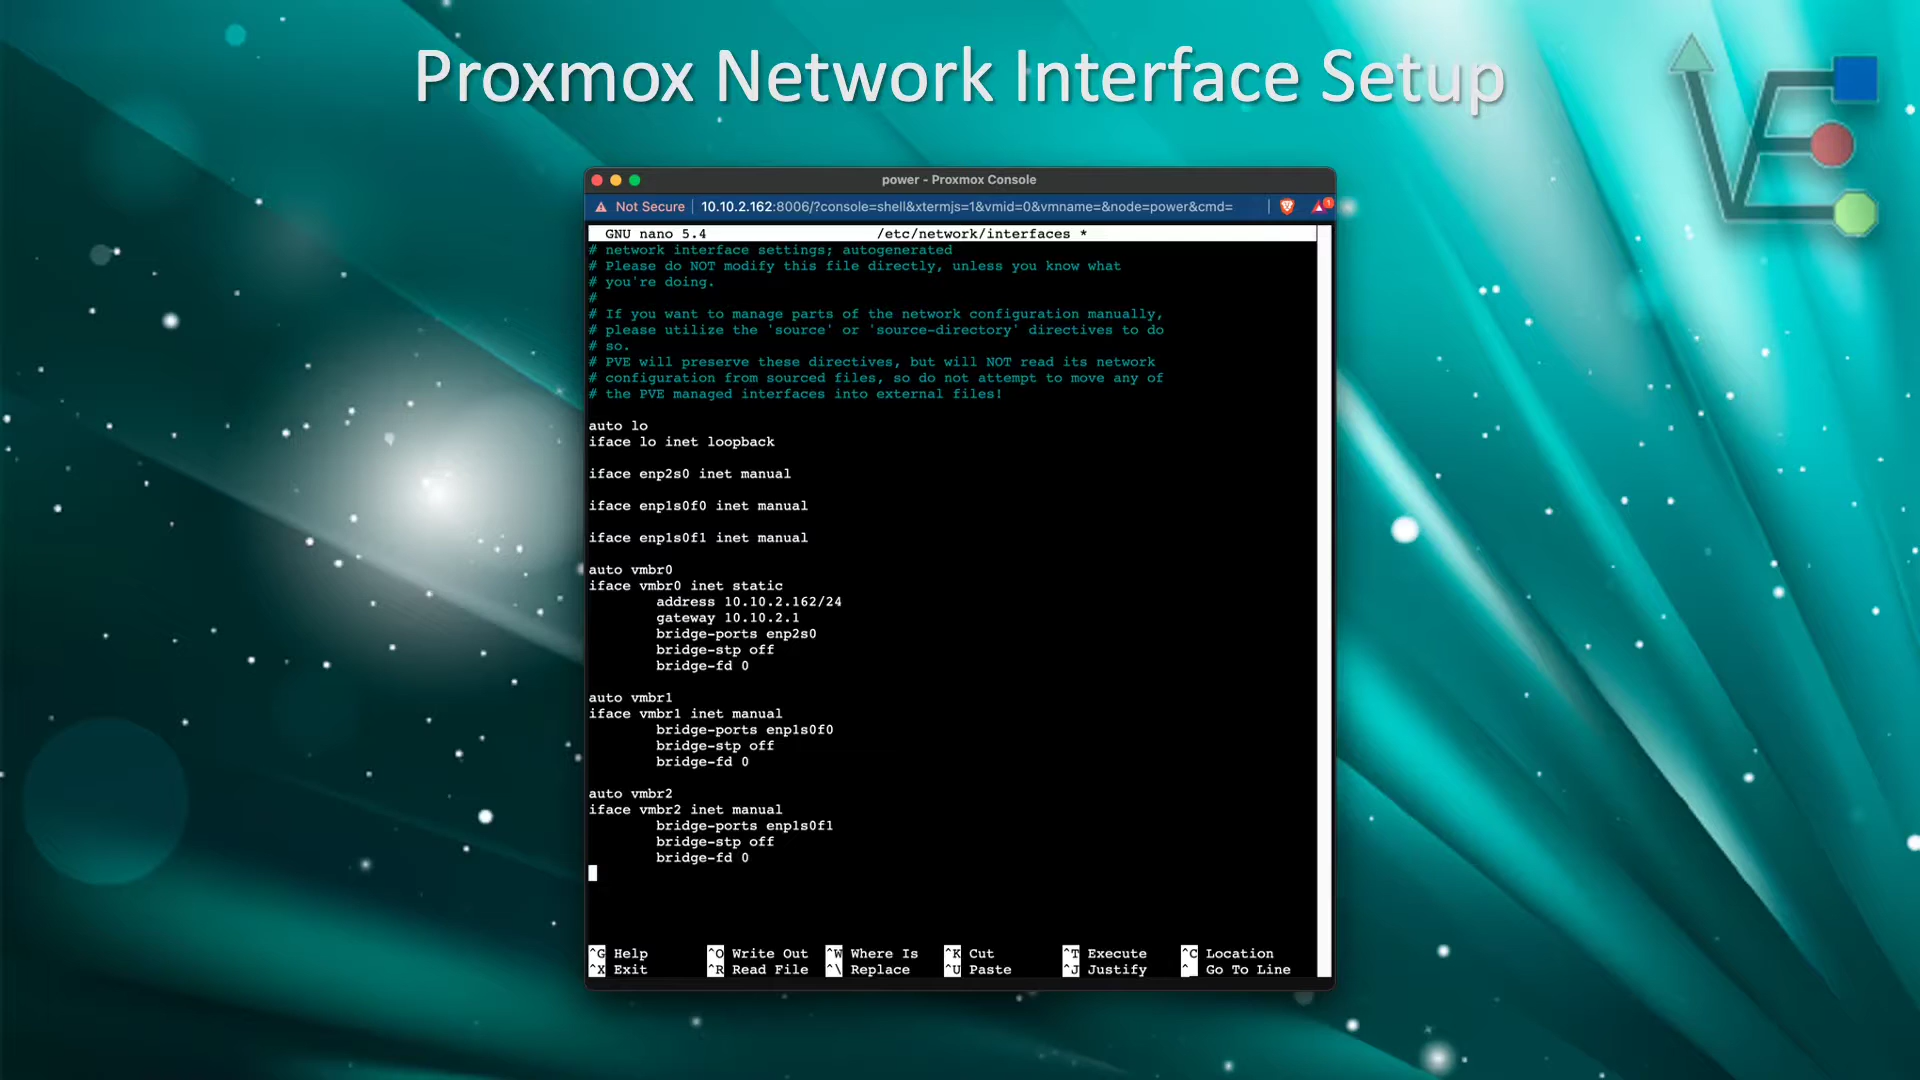 Proxmox Network Interface Setup
power - Proxmox Console
Not Secure 10.10.2.162:8006/?console=shell&xtermjs=1&vmid=0&vmname=&node=power&cmd= 1
GNU nano 5.4 /etc/network/interfaces *
# network interface settings; autogenerated
# Please do NOT modify this file directly, unless you know what
# you're doing.
#
# If you want to manage parts of the network configuration manually,
# please utilize the 'source' or 'source-directory' directives to do
# so.
# PVE will preserve these directives, but will NOT read its network
# configuration from sourced files, so do not attempt to move any of
# the PVE managed interfaces into external files!
auto lo
iface lo inet loopback
iface enp2s0 inet manual
iface enp1s0f0 inet manual
iface enp1s0f1 inet manual
auto vmbr0
iface vmbr0 inet static
address 10.10.2.162/24
gateway 10.10.2.1
bridge-ports enp2s0
bridge-stp off
bridge-fd 0
auto vmbr1
iface vmbr1 inet manual
bridge-ports enp1s0f0
bridge-stp off
bridge-fd 0
auto vmbr2
iface vmbr2 inet manual
bridge-ports enp1s0f1
bridge-stp off
bridge-fd 0
^G Help ^O Write Out ^W Where Is ^K Cut ^T Execute ^C Location
^X Exit ^R Read File ^\ Replace ^U Paste ^J Justify ^_ Go To Line